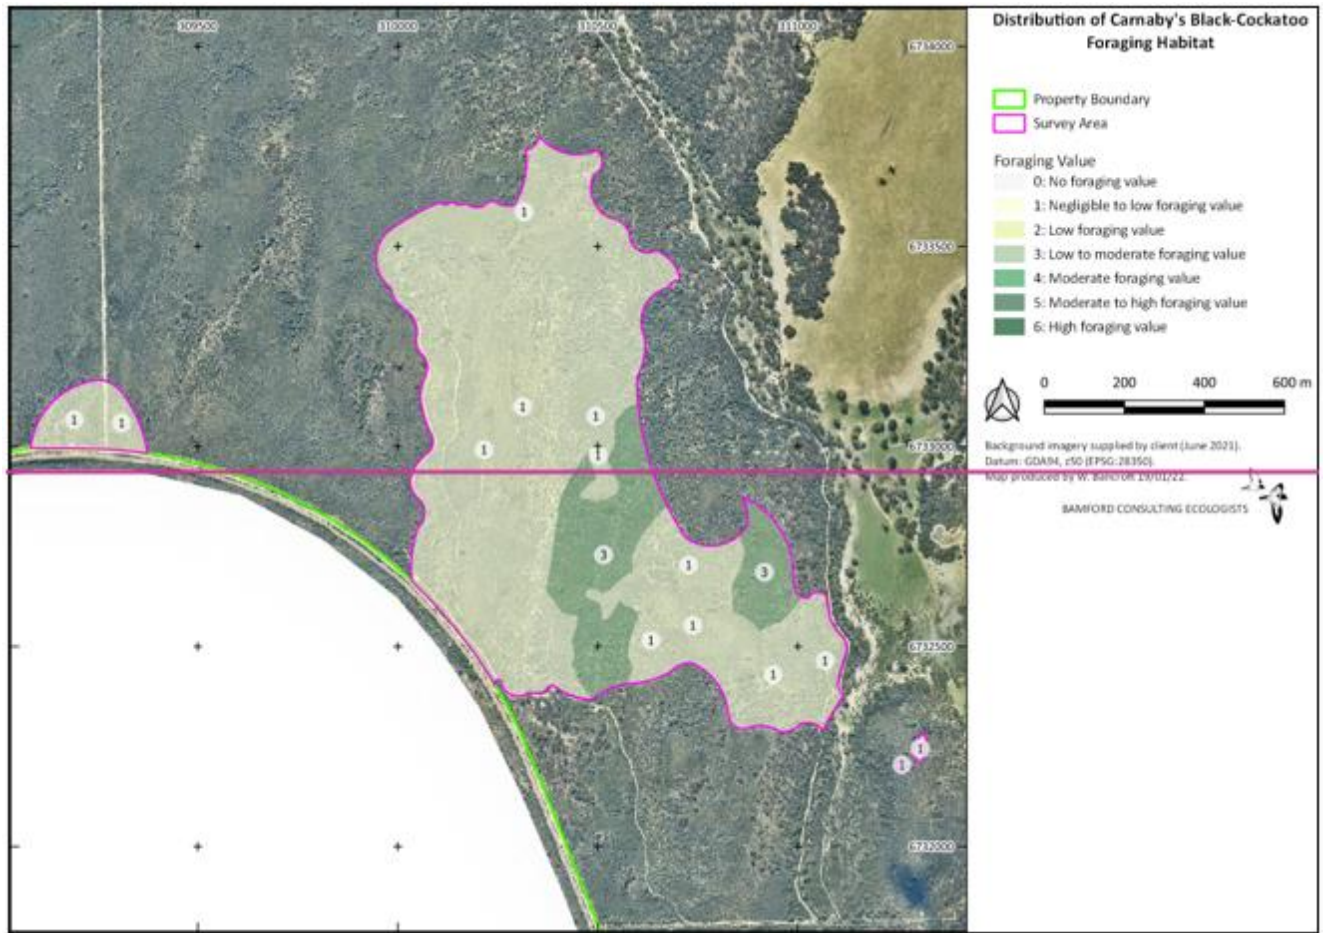 309500
310000
310500
311000
6734000
6733500
6733000
6732500
6732000
1
1
1
1
1
1
1
3
1
3
1
1
1
1
1
1
Distribution of Carnaby's Black-Cockatoo
Foraging Habitat
Property Boundary
Survey Area
Foraging Value
0: No foraging value
1: Negligible to low foraging value
2: Low foraging value
3: Low to moderate foraging value
4: Moderate foraging value
5: Moderate to high foraging value
6: High foraging value
0 200 400 600 m
Background imagery supplied by client (June 2021).
Datum: GDA94, z50 (EPSG:28350).
Map produced by W. Bancroft 19/01/22.
BAMFORD CONSULTING ECOLOGISTS